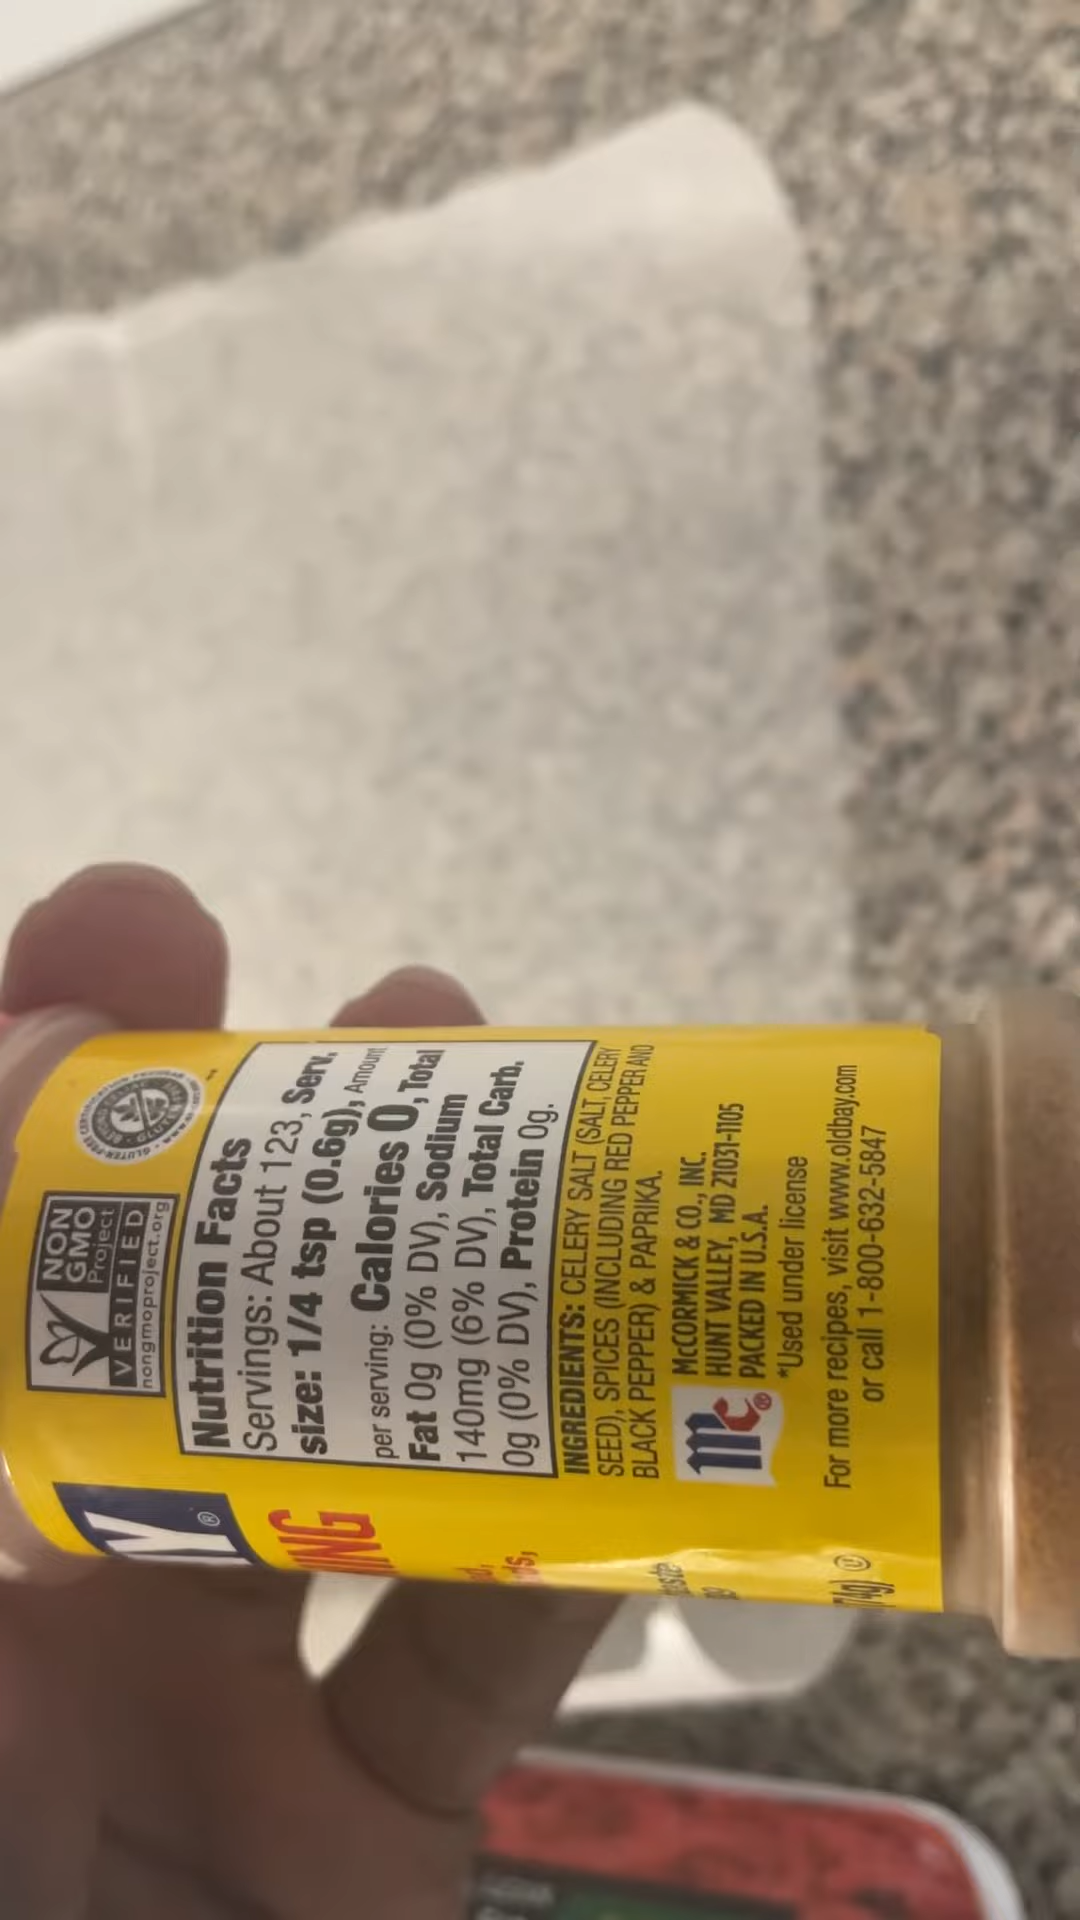 NON
GMO
Project
VERIFIED
nongmoproject.org
Nutrition Facts
Servings: About 123, Serv.
size: 1/4 tsp (0.6g), Amount
per serving: Calories 0, Total
Fat 0g (0% DV), Sodium
140mg (6% DV), Total Carb.
0g (0% DV), Protein 0g.
INGREDIENTS: CELERY SALT (SALT, CELERY
SEED), SPICES (INCLUDING RED PEPPER AND
BLACK PEPPER) & PAPRIKA.
Mc®
McCORMICK & CO., INC.
HUNT VALLEY, MD 21031-1105
PACKED IN U.S.A.
*Used under license
For more recipes, visit www.oldbay.com
or call 1-800-632-5847